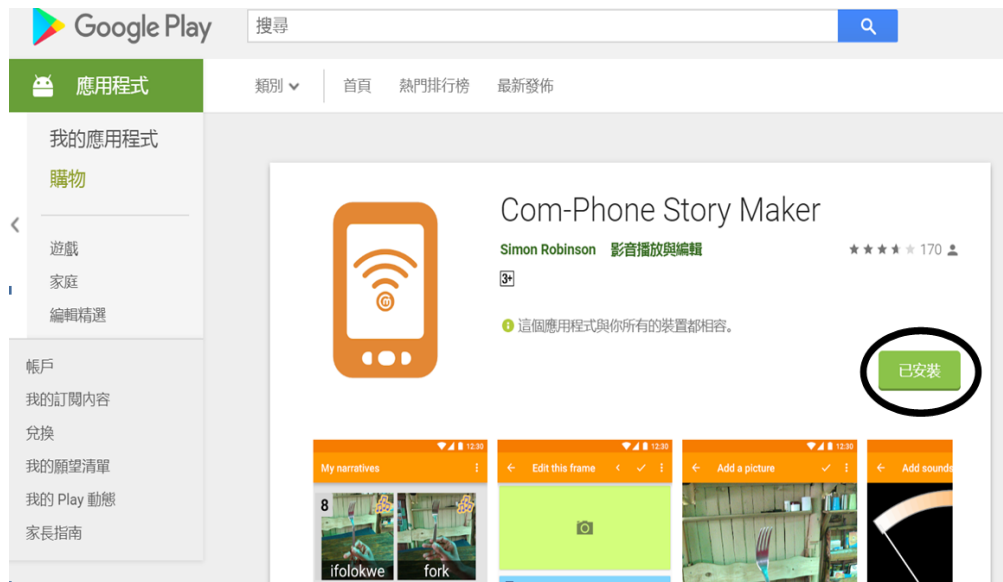 Google Play
搜尋
應用程式
類別 首頁 熱門排行榜 最新發佈
我的應用程式
購物
遊戲
家庭
編輯精選
帳戶
我的訂閱內容
兌換
我的願望清單
我的 Play 動態
家長指南
Com-Phone Story Maker
Simon Robinson 影音播放與編輯
170
3+
這個應用程式與你所有的裝置都相容。
已安裝
12:30
My narratives
8
ifolokwe
fork
12:30
Edit this frame
12:30
Add a picture
Add sounds